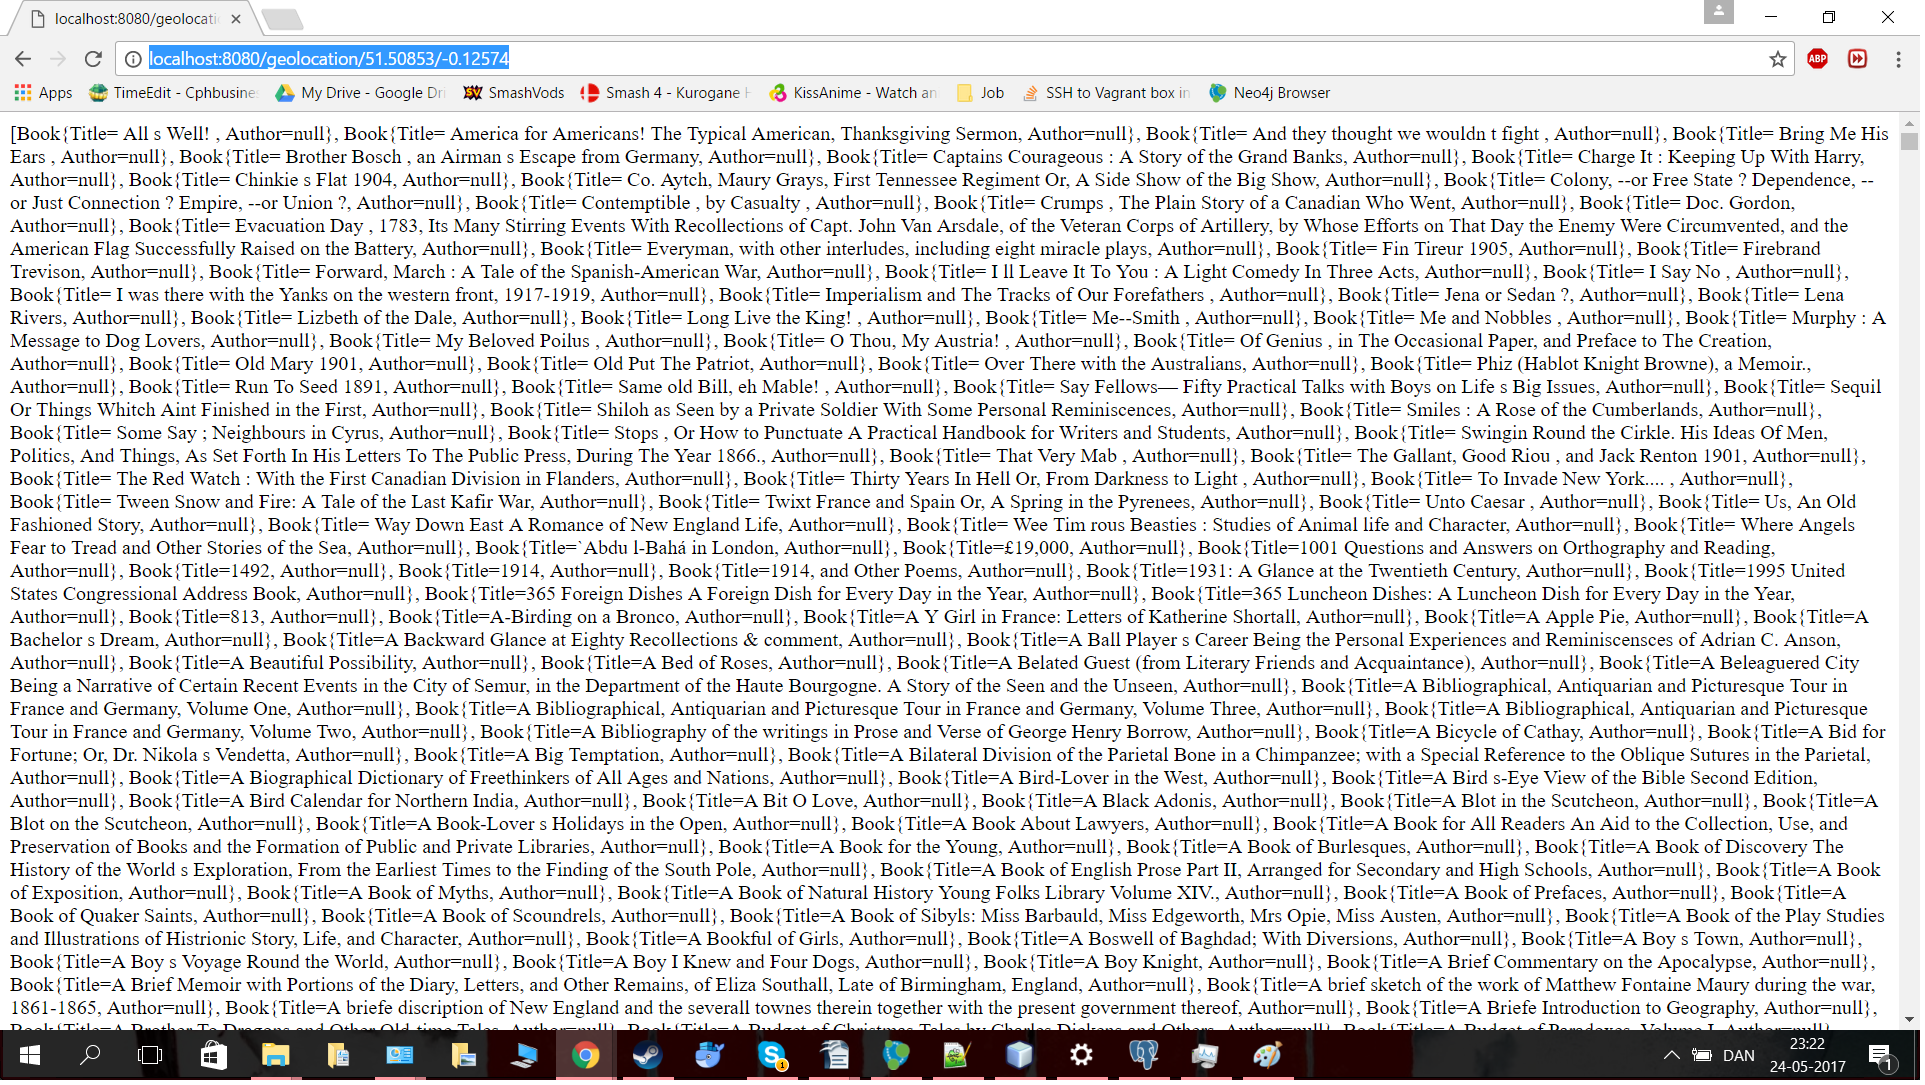 localhost:8080/geolocati
localhost:8080/geolocation/51.50853/-0.12574
ABP
Apps TimeEdit - Cphbusine My Drive - Google Dri SmashVods Smash 4 - Kurogane H KissAnime - Watch an Job SSH to Vagrant box in Neo4j Browser
[Book{Title= All s Well! , Author=null}, Book{Title= America for Americans! The Typical American, Thanksgiving Sermon, Author=null}, Book{Title= And they thought we wouldn t fight , Author=null}, Book{Title= Bring Me His
Ears , Author=null}, Book{Title= Brother Bosch , an Airman s Escape from Germany, Author=null}, Book{Title= Captains Courageous : A Story of the Grand Banks, Author=null}, Book{Title= Charge It : Keeping Up With Harry,
Author=null}, Book{Title= Chinkie s Flat 1904, Author=null}, Book{Title= Co. Aytch, Maury Grays, First Tennessee Regiment Or, A Side Show of the Big Show, Author=null}, Book{Title= Colony, --or Free State ? Dependence, --
or Just Connection ? Empire, --or Union ?, Author=null}, Book{Title= Contemptible , by Casualty , Author=null}, Book{Title= Crumps , The Plain Story of a Canadian Who Went, Author=null}, Book{Title= Doc. Gordon,
Author=null}, Book{Title= Evacuation Day , 1783, Its Many Stirring Events With Recollections of Capt. John Van Arsdale, of the Veteran Corps of Artillery, by Whose Efforts on That Day the Enemy Were Circumvented, and the
American Flag Successfully Raised on the Battery, Author=null}, Book{Title= Everyman, with other interludes, including eight miracle plays, Author=null}, Book{Title= Fin Tireur 1905, Author=null}, Book{Title= Firebrand
Trevison, Author=null}, Book{Title= Forward, March : A Tale of the Spanish-American War, Author=null}, Book{Title= I ll Leave It To You : A Light Comedy In Three Acts, Author=null}, Book{Title= I Say No , Author=null},
Book{Title= I was there with the Yanks on the western front, 1917-1919, Author=null}, Book{Title= Imperialism and The Tracks of Our Forefathers , Author=null}, Book{Title= Jena or Sedan ?, Author=null}, Book{Title= Lena
Rivers, Author=null}, Book{Title= Lizbeth of the Dale, Author=null}, Book{Title= Long Live the King! , Author=null}, Book{Title= Me--Smith , Author=null}, Book{Title= Me and Nobbles , Author=null}, Book{Title= Murphy : A
Message to Dog Lovers, Author=null}, Book{Title= My Beloved Poilus , Author=null}, Book{Title= O Thou, My Austria! , Author=null}, Book{Title= Of Genius , in The Occasional Paper, and Preface to The Creation,
Author=null}, Book{Title= Old Mary 1901, Author=null}, Book{Title= Old Put The Patriot, Author=null}, Book{Title= Over There with the Australians, Author=null}, Book{Title= Phiz (Hablot Knight Browne), a Memoir.,
Author=null}, Book{Title= Run To Seed 1891, Author=null}, Book{Title= Same old Bill, eh Mable! , Author=null}, Book{Title= Say Fellows— Fifty Practical Talks with Boys on Life s Big Issues, Author=null}, Book{Title= Sequil
Or Things Whitch Aint Finished in the First, Author=null}, Book{Title= Shiloh as Seen by a Private Soldier With Some Personal Reminiscences, Author=null}, Book{Title= Smiles : A Rose of the Cumberlands, Author=null},
Book{Title= Some Say ; Neighbours in Cyrus, Author=null}, Book{Title= Stops , Or How to Punctuate A Practical Handbook for Writers and Students, Author=null}, Book{Title= Swingin Round the Cirkle. His Ideas Of Men,
Politics, And Things, As Set Forth In His Letters To The Public Press, During The Year 1866., Author=null}, Book{Title= That Very Mab , Author=null}, Book{Title= The Gallant, Good Riou , and Jack Renton 1901, Author=null},
Book{Title= The Red Watch : With the First Canadian Division in Flanders, Author=null}, Book{Title= Thirty Years In Hell Or, From Darkness to Light , Author=null}, Book{Title= To Invade New York.... , Author=null},
Book{Title= Tween Snow and Fire: A Tale of the Last Kafir War, Author=null}, Book{Title= Twixt France and Spain Or, A Spring in the Pyrenees, Author=null}, Book{Title= Unto Caesar , Author=null}, Book{Title= Us, An Old
Fashioned Story, Author=null}, Book{Title= Way Down East A Romance of New England Life, Author=null}, Book{Title= Wee Tim rous Beasties : Studies of Animal life and Character, Author=null}, Book{Title= Where Angels
Fear to Tread and Other Stories of the Sea, Author=null}, Book{Title=`Abdu l-Bahá in London, Author=null}, Book{Title=£19,000, Author=null}, Book{Title=1001 Questions and Answers on Orthography and Reading,
Author=null}, Book{Title=1492, Author=null}, Book{Title=1914, Author=null}, Book{Title=1914, and Other Poems, Author=null}, Book{Title=1931: A Glance at the Twentieth Century, Author=null}, Book{Title=1995 United
States Congressional Address Book, Author=null}, Book{Title=365 Foreign Dishes A Foreign Dish for Every Day in the Year, Author=null}, Book{Title=365 Luncheon Dishes: A Luncheon Dish for Every Day in the Year,
Author=null}, Book{Title=813, Author=null}, Book{Title=A-Birding on a Bronco, Author=null}, Book{Title=A Y Girl in France: Letters of Katherine Shortall, Author=null}, Book{Title=A Apple Pie, Author=null}, Book{Title=A
Bachelor s Dream, Author=null}, Book{Title=A Backward Glance at Eighty Recollections & comment, Author=null}, Book{Title=A Ball Player s Career Being the Personal Experiences and Reminiscensces of Adrian C. Anson,
Author=null}, Book{Title=A Beautiful Possibility, Author=null}, Book{Title=A Bed of Roses, Author=null}, Book{Title=A Belated Guest (from Literary Friends and Acquaintance), Author=null}, Book{Title=A Beleaguered City
Being a Narrative of Certain Recent Events in the City of Semur, in the Department of the Haute Bourgogne. A Story of the Seen and the Unseen, Author=null}, Book{Title=A Bibliographical, Antiquarian and Picturesque Tour in
France and Germany, Volume One, Author=null}, Book{Title=A Bibliographical, Antiquarian and Picturesque Tour in France and Germany, Volume Three, Author=null}, Book{Title=A Bibliographical, Antiquarian and Picturesque
Tour in France and Germany, Volume Two, Author=null}, Book{Title=A Bibliography of the writings in Prose and Verse of George Henry Borrow, Author=null}, Book{Title=A Bicycle of Cathay, Author=null}, Book{Title=A Bid for
Fortune; Or, Dr. Nikola s Vendetta, Author=null}, Book{Title=A Big Temptation, Author=null}, Book{Title=A Bilateral Division of the Parietal Bone in a Chimpanzee; with a Special Reference to the Oblique Sutures in the Parietal,
Author=null}, Book{Title=A Biographical Dictionary of Freethinkers of All Ages and Nations, Author=null}, Book{Title=A Bird-Lover in the West, Author=null}, Book{Title=A Bird s-Eye View of the Bible Second Edition,
Author=null}, Book{Title=A Bird Calendar for Northern India, Author=null}, Book{Title=A Bit O Love, Author=null}, Book{Title=A Black Adonis, Author=null}, Book{Title=A Blot in the Scutcheon, Author=null}, Book{Title=A
Blot on the Scutcheon, Author=null}, Book{Title=A Book-Lover s Holidays in the Open, Author=null}, Book{Title=A Book About Lawyers, Author=null}, Book{Title=A Book for All Readers An Aid to the Collection, Use, and
Preservation of Books and the Formation of Public and Private Libraries, Author=null}, Book{Title=A Book for the Young, Author=null}, Book{Title=A Book of Burlesques, Author=null}, Book{Title=A Book of Discovery The
History of the World s Exploration, From the Earliest Times to the Finding of the South Pole, Author=null}, Book{Title=A Book of English Prose Part II, Arranged for Secondary and High Schools, Author=null}, Book{Title=A Book
of Exposition, Author=null}, Book{Title=A Book of Myths, Author=null}, Book{Title=A Book of Natural History Young Folks Library Volume XIV., Author=null}, Book{Title=A Book of Prefaces, Author=null}, Book{Title=A
Book of Quaker Saints, Author=null}, Book{Title=A Book of Scoundrels, Author=null}, Book{Title=A Book of Sibyls: Miss Barbauld, Miss Edgeworth, Mrs Opie, Miss Austen, Author=null}, Book{Title=A Book of the Play Studies
and Illustrations of Histrionic Story, Life, and Character, Author=null}, Book{Title=A Bookful of Girls, Author=null}, Book{Title=A Boswell of Baghdad; With Diversions, Author=null}, Book{Title=A Boy s Town, Author=null},
Book{Title=A Boy s Voyage Round the World, Author=null}, Book{Title=A Boy I Knew and Four Dogs, Author=null}, Book{Title=A Boy Knight, Author=null}, Book{Title=A Brief Commentary on the Apocalypse, Author=null},
Book{Title=A Brief Memoir with Portions of the Diary, Letters, and Other Remains, of Eliza Southall, Late of Birmingham, England, Author=null}, Book{Title=A brief sketch of the work of Matthew Fontaine Maury during the war,
1861-1865, Author=null}, Book{Title=A briefe discription of New England and the severall townes therein together with the present government thereof, Author=null}, Book{Title=A Briefe Introduction to Geography, Author=null},
Book{Title=A Brother To Dragons and Other Old-time Tales, Author=null}, Book{Title=A Budget of Christmas Tales by Charles Dickens and Others, Author=null}, Book{Title=A Budget of Paradoxes, Volume I, Author=null},
1
DAN
23:22
24-05-2017
1